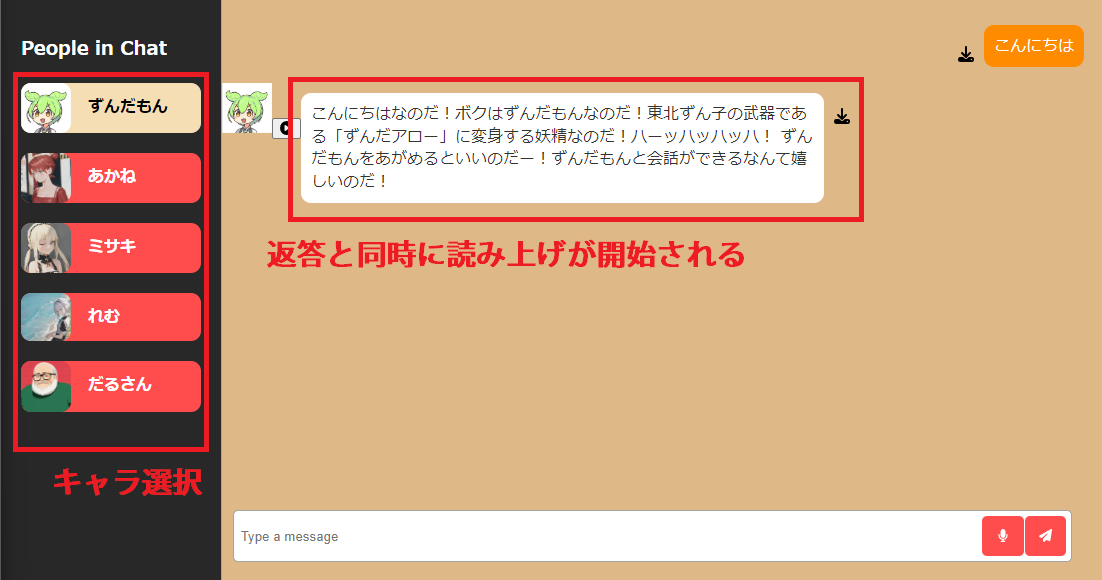 People in Chat
ずんだもん
あかね
ミサキ
れむ
だるさん
キャラ選択
こんにちは
こんにちはなのだ！ボクはずんだもんなのだ！東北ずん子の武器であ
る「ずんだアロー」に変身する妖精なのだ！ハーッハッハッハ！ ずん
だもんをあがめるといいのだー！ずんだもんと会話ができるなんて嬉
しいのだ！
返答と同時に読み上げが開始される
Type a message